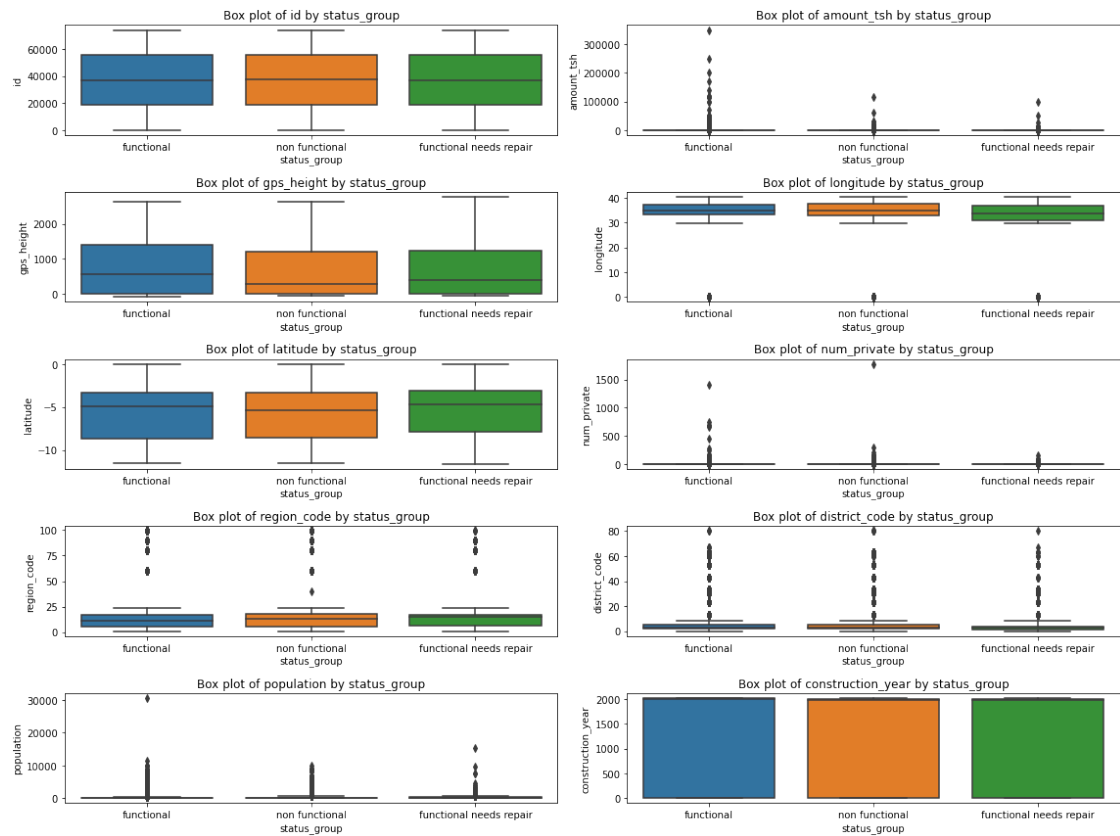 Box plot of id by status_group
60000
40000
20000
0
id
functional
non functional
functional needs repair
status_group
Box plot of amount_tsh by status_group
300000
200000
100000
0
amount_tsh
functional
non functional
functional needs repair
status_group
Box plot of gps_height by status_group
2000
1000
0
gps_height
functional
non functional
functional needs repair
status_group
Box plot of longitude by status_group
40
30
20
10
0
longitude
functional
non functional
functional needs repair
status_group
Box plot of latitude by status_group
0
−5
−10
latitude
functional
non functional
functional needs repair
status_group
Box plot of num_private by status_group
1500
1000
500
0
num_private
functional
non functional
functional needs repair
status_group
Box plot of region_code by status_group
100
75
50
25
0
region_code
functional
non functional
functional needs repair
status_group
Box plot of district_code by status_group
80
60
40
20
0
district_code
functional
non functional
functional needs repair
status_group
Box plot of population by status_group
30000
20000
10000
0
population
functional
non functional
functional needs repair
status_group
Box plot of construction_year by status_group
2000
1500
1000
500
0
construction_year
functional
non functional
functional needs repair
status_group